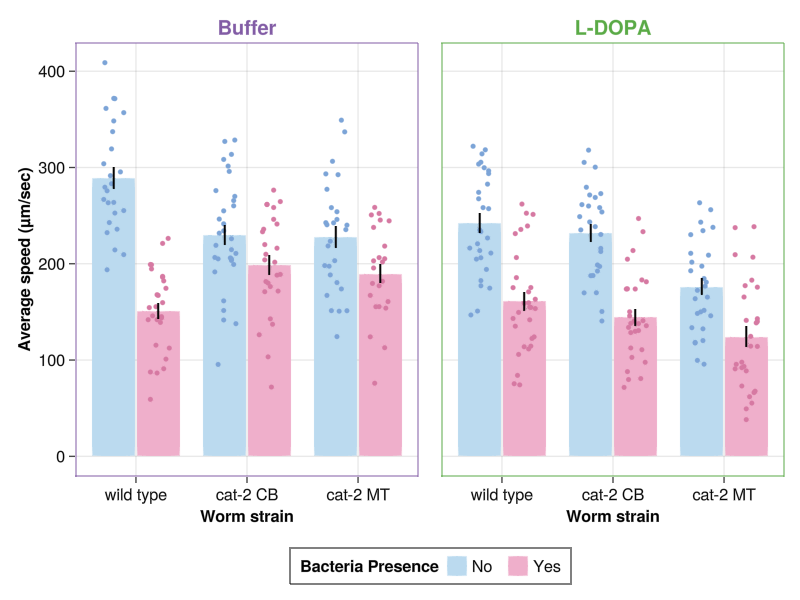 Buffer
L-DOPA
Average speed (μm/sec)
400
300
200
100
0
wild type
cat-2 CB
cat-2 MT
wild type
cat-2 CB
cat-2 MT
Worm strain
Worm strain
Bacteria Presence
No
Yes